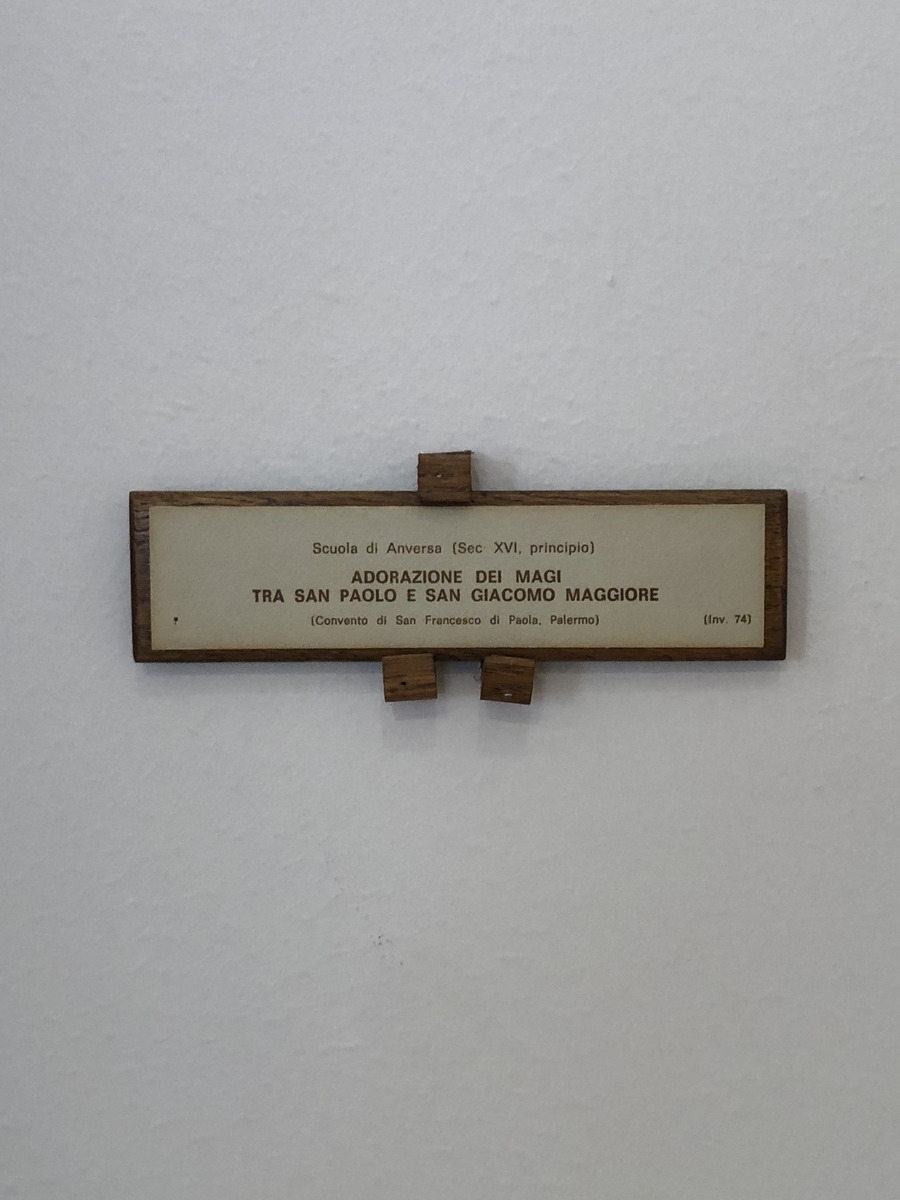 Scuola di Anversa (Sec XVI, principio)
ADORAZIONE DEI MAGI
TRA SAN PAOLO E SAN GIACOMO MAGGIORE
(Convento di San Francesco di Paola, Palermo) (Inv. 74)